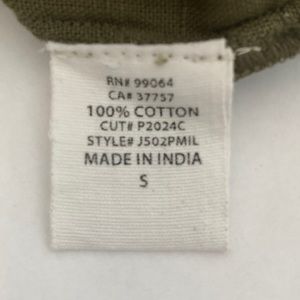 RN# 99064
CA# 37757
100% COTTON
CUT# P2024C
STYLE# J502PMIL
MADE IN INDIA
S